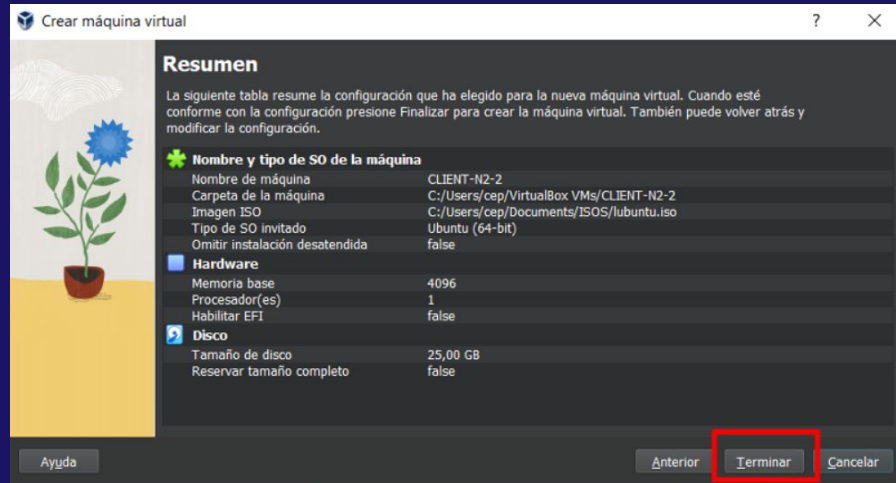 Crear máquina virtual ? ×
Resumen
La siguiente tabla resume la configuración que ha elegido para la nueva máquina virtual. Cuando esté
conforme con la configuración presione Finalizar para crear la máquina virtual. También puede volver atrás y
modificar la configuración.
Nombre y tipo de SO de la máquina
Nombre de máquina CLIENT-N2-2
Carpeta de la máquina C:/Users/cep/VirtualBox VMs/CLIENT-N2-2
Imagen ISO C:/Users/cep/Documents/ISOS/lubuntu.iso
Tipo de SO invitado Ubuntu (64-bit)
Omitir instalación desatendida false
Hardware
Memoria base 4096
Procesador(es) 1
Habilitar EFI false
Disco
Tamaño de disco 25,00 GB
Reservar tamaño completo false
Ayuda Anterior Terminar Cancelar